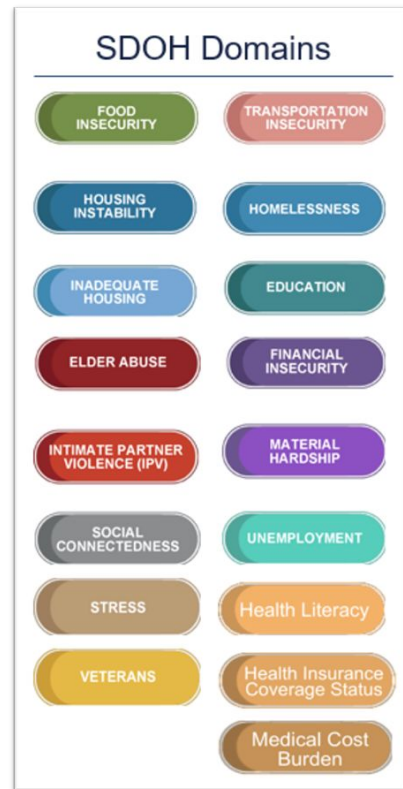 SDOH Domains
FOOD
INSECURITY
TRANSPORTATION
INSECURITY
HOUSING
INSTABILITY
HOMELESSNESS
INADEQUATE
HOUSING
EDUCATION
ELDER ABUSE
FINANCIAL
INSECURITY
INTIMATE PARTNER
VIOLENCE (IPV)
MATERIAL
HARDSHIP
SOCIAL
CONNECTEDNESS
UNEMPLOYMENT
STRESS
Health Literacy
VETERANS
Health Insurance
Coverage Status
Medical Cost
Burden